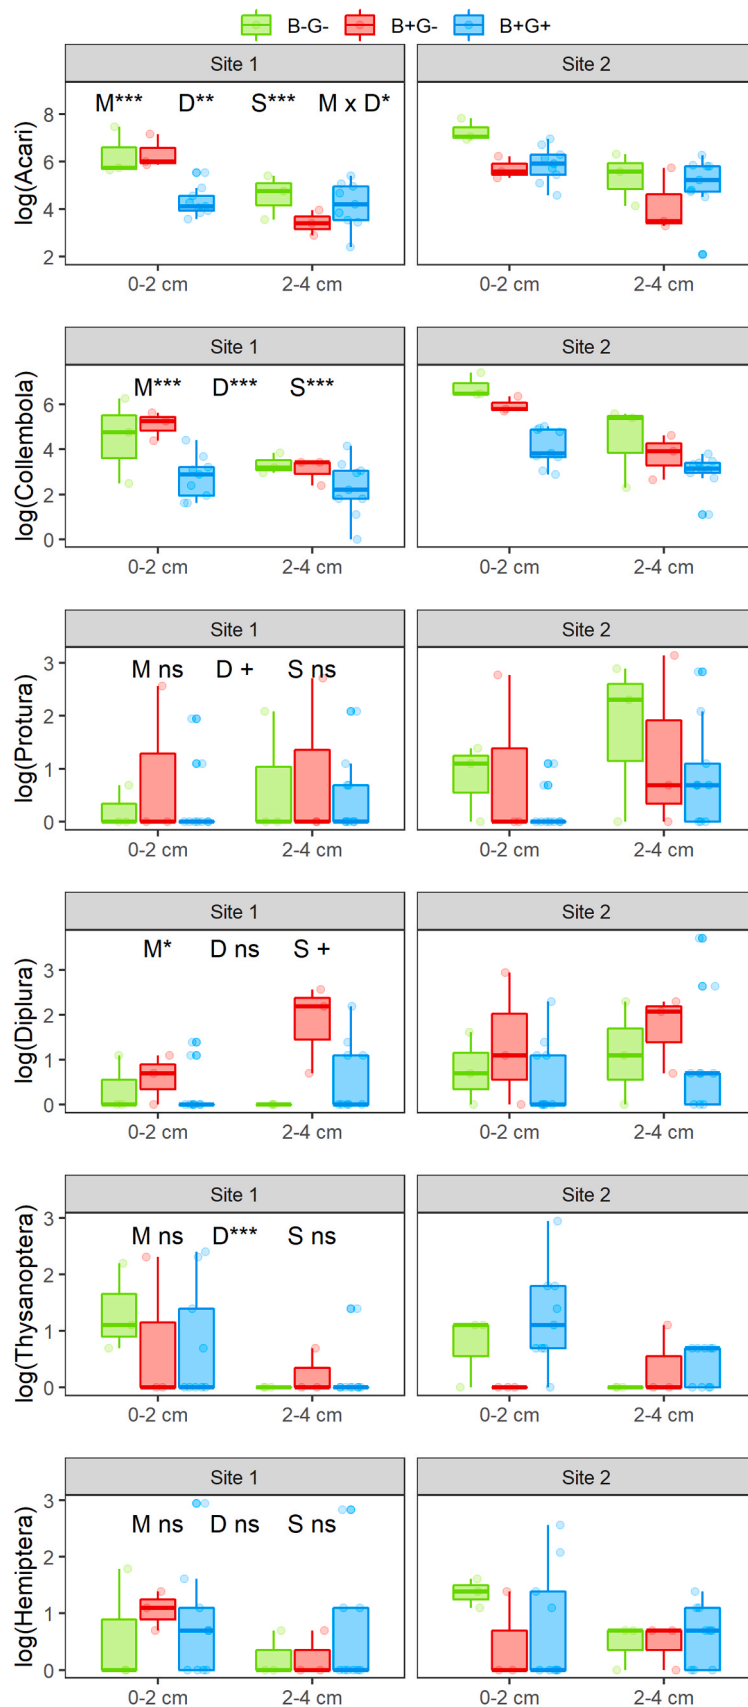 B-G- B+G- B+G+
Site 1 Site 2
M*** D** S*** M x D*
log(Acari)
8
6
4
2
0-2 cm 2-4 cm 0-2 cm 2-4 cm
Site 1 Site 2
M*** D*** S***
log(Collembola)
6
4
2
0
0-2 cm 2-4 cm 0-2 cm 2-4 cm
Site 1 Site 2
M ns D + S ns
log(Protura)
3
2
1
0
0-2 cm 2-4 cm 0-2 cm 2-4 cm
Site 1 Site 2
M* D ns S +
log(Diplura)
3
2
1
0
0-2 cm 2-4 cm 0-2 cm 2-4 cm
Site 1 Site 2
M ns D*** S ns
log(Thysanoptera)
3
2
1
0
0-2 cm 2-4 cm 0-2 cm 2-4 cm
Site 1 Site 2
M ns D ns S ns
log(Hemiptera)
3
2
1
0
0-2 cm 2-4 cm 0-2 cm 2-4 cm